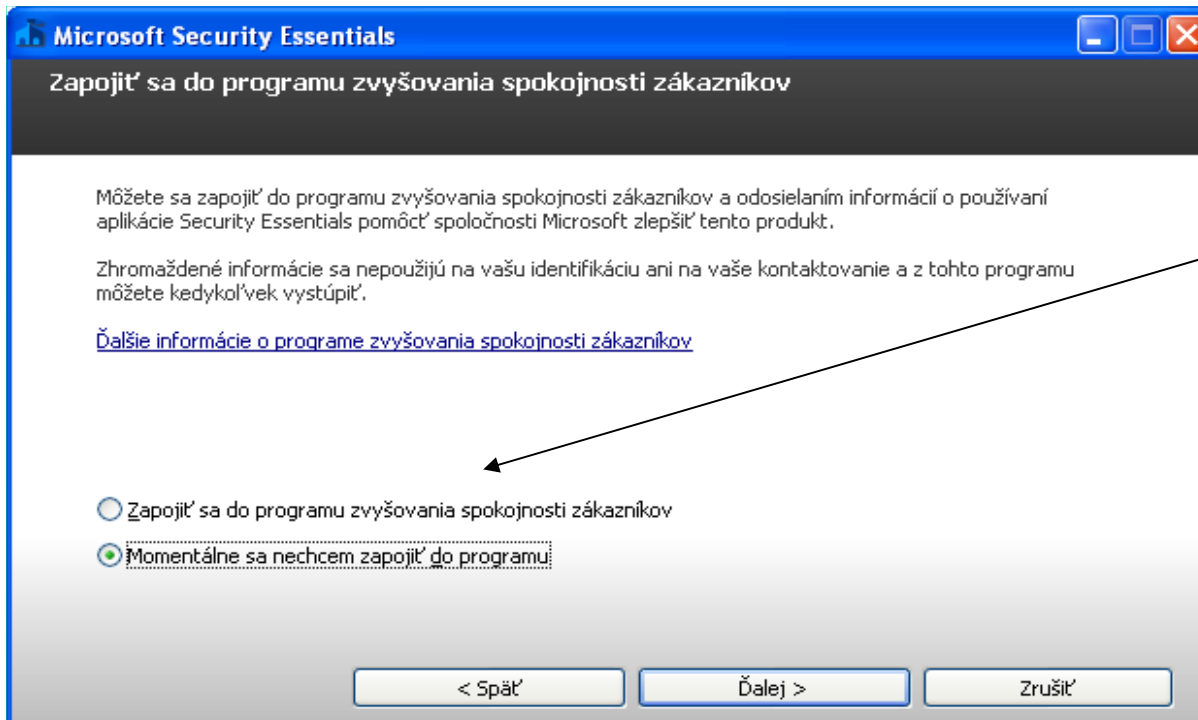 Microsoft Security Essentials
Zapojiť sa do programu zvyšovania spokojnosti zákazníkov
Môžete sa zapojiť do programu zvyšovania spokojnosti zákazníkov a odosielaním informácií o používaní
aplikácie Security Essentials pomôcť spoločnosti Microsoft zlepšiť tento produkt.
Zhromaždené informácie sa nepoužijú na vašu identifikáciu ani na vaše kontaktovanie a z tohto programu
môžete kedykoľvek vystúpiť.
Ďalšie informácie o programe zvyšovania spokojnosti zákazníkov
Zapojiť sa do programu zvyšovania spokojnosti zákazníkov
Momentálne sa nechcem zapojiť do programu
< Späť Ďalej > Zrušiť